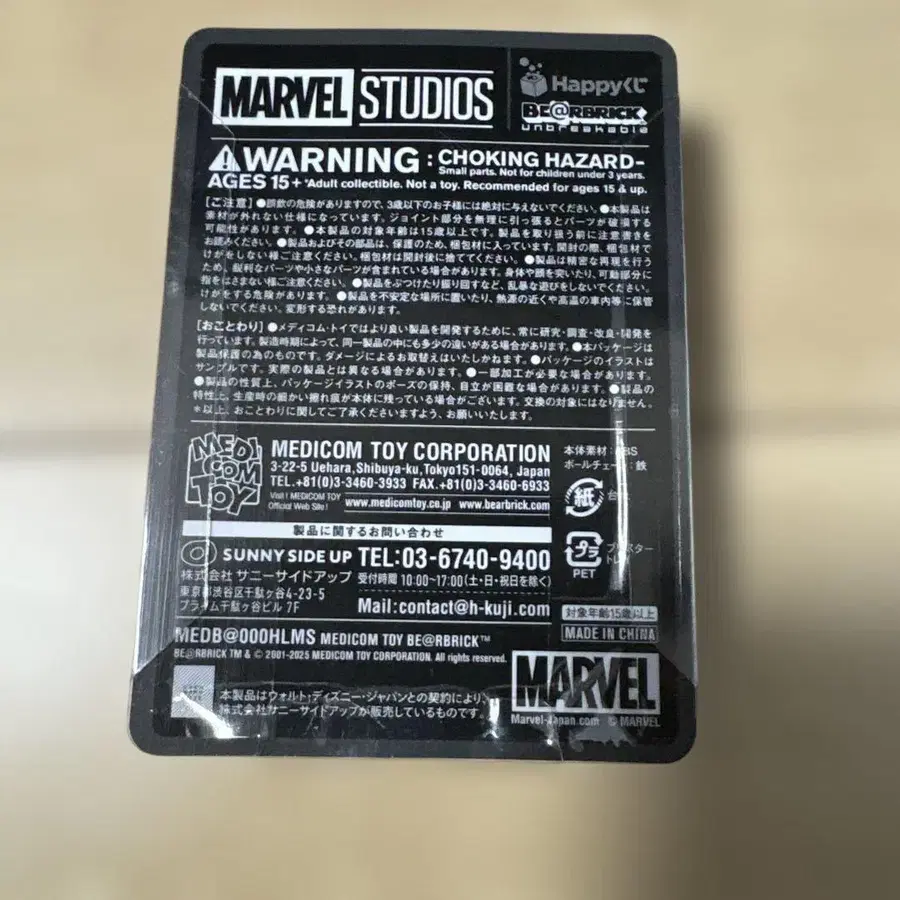 MARVEL STUDIOS
Happyくじ
BE@RBRICK
unbreakable
WARNING : CHOKING HAZARD-
Small parts. Not for children under 3 years.
AGES 15+ *Adult collectible. Not a toy. Recommended for ages 15 & up.
【ご注意】●誤飲の危険がありますので、3歳以下のお子様には絶対に与えないでください。●本製品は
素材が外れない仕様になっています。ジョイント部分を無理に引っ張るとパーツが破損する
可能性があります。●本製品の対象年齢は15歳以上です。製品を取り扱う前に注意書きを
お読みください。●製品およびその部品は、保護のため、梱包材に入っています。開封の際、梱包材で
けがをしない様ご注意ください。梱包材は開封後に捨ててください。●製品は精密な再現を行う
ため、鋭利なパーツや小さなパーツが含まれている場合があります。身体や顔を突いたり、可動部分に
指をはさまない様ご注意ください。●製品をぶつけたり振り回すなど、乱暴な遊びをしないでください。
けがをする危険があります。●製品を不安定な場所に置いたり、熱源の近くや高温の車内等に保管
しないでください。変形する恐れがあります。
【おことわり】●メディコム・トイではより良い製品を開発するために、常に研究・調査・改良・開発を
行っています。製造時期によって、同一製品の中にも多少の違いがある場合があります。●本パッケージは
製品保護の為のものです。ダメージによるお取替えはいたしかねます。●パッケージのイラストは
サンプルです。実際の製品とは異なる場合があります。●一部加工が必要な場合があります。
●製品の性質上、パッケージイラストのポーズの保持、自立が困難な場合があります。●製品の
特性上、生産時の細かい擦れ痕が本体に残っている場合がございます。交換の対象にはなりません。
*以上、おことわりに関してご了承くださいますよう、お願いいたします。
MEDI
COM
TOY
MEDICOM TOY CORPORATION
3-22-5 Uehara,Shibuya-ku,Tokyo151-0064, Japan
TEL.+81(0)3-3460-3933 FAX.+81(0)3-3460-6933
Visit! MEDICOM TOY
Official Web Site!
www.medicomtoy.co.jp www.bearbrick.com
本体素材:ABS
ボールチェーン:鉄
紙 台
プラ
PET
製品に関するお問い合わせ
SUNNY SIDE UP TEL:03-6740-9400
株式会社 サニーサイドアップ 受付時間 10:00~17:00(土・日・祝日を除く)
東京都渋谷区千駄ヶ谷4-23-5
プライム千駄ヶ谷ビル 7F
Mail:contact@h-kuji.com
対象年齢15歳以上
MADE IN CHINA
MEDB@000HLMS MEDICOM TOY BE@RBRICK™
BE@RBRICK TM & © 2001-2025 MEDICOM TOY CORPORATION. All rights reserved.
本製品はウォルト・ディズニー・ジャパンとの契約により、
株式会社サニーサイドアップが販売しているものです。
MARVEL
Marvel-Japan.com © MARVEL